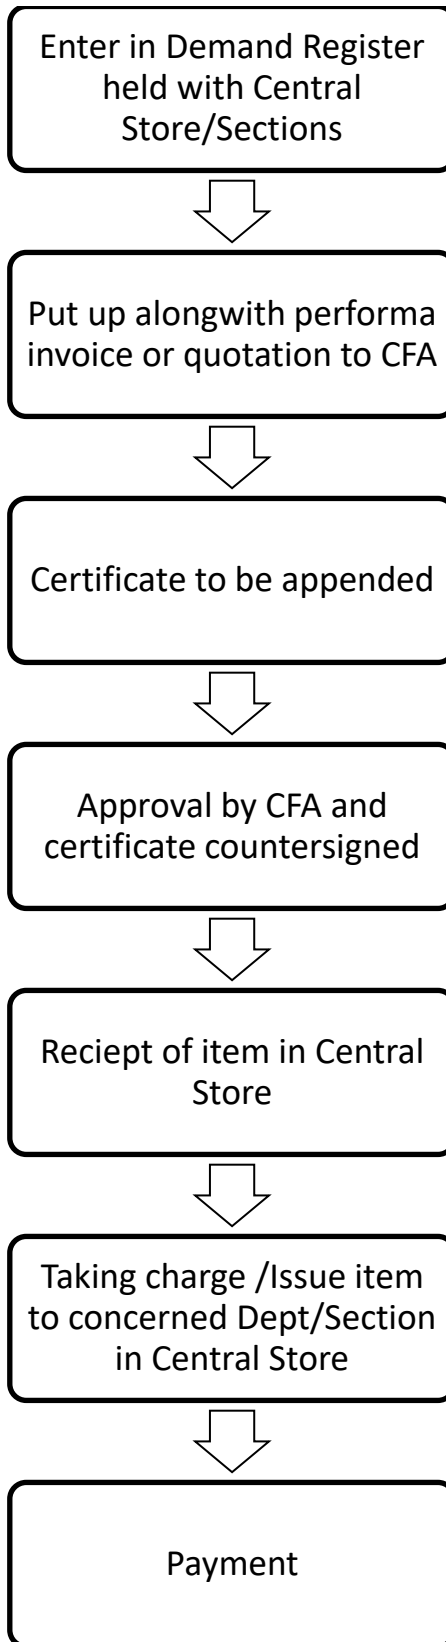 Enter in Demand Register
held with Central
Store/Sections
Put up alongwith performa
invoice or quotation to CFA
Certificate to be appended
Approval by CFA and
certificate countersigned
Reciept of item in Central
Store
Taking charge /Issue item
to concerned Dept/Section
in Central Store
Payment